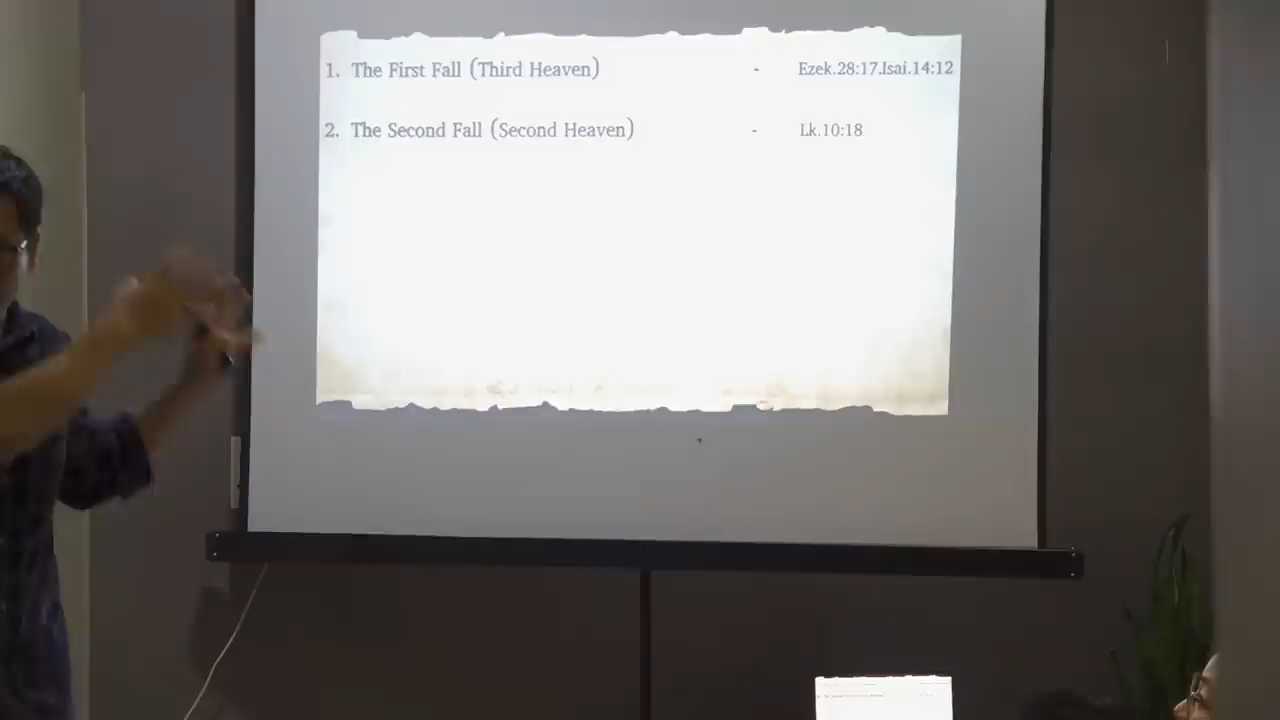 1. The First Fall (Third Heaven) - Ezek.28:17.Isai.14:12
2. The Second Fall (Second Heaven) - Lk.10:18